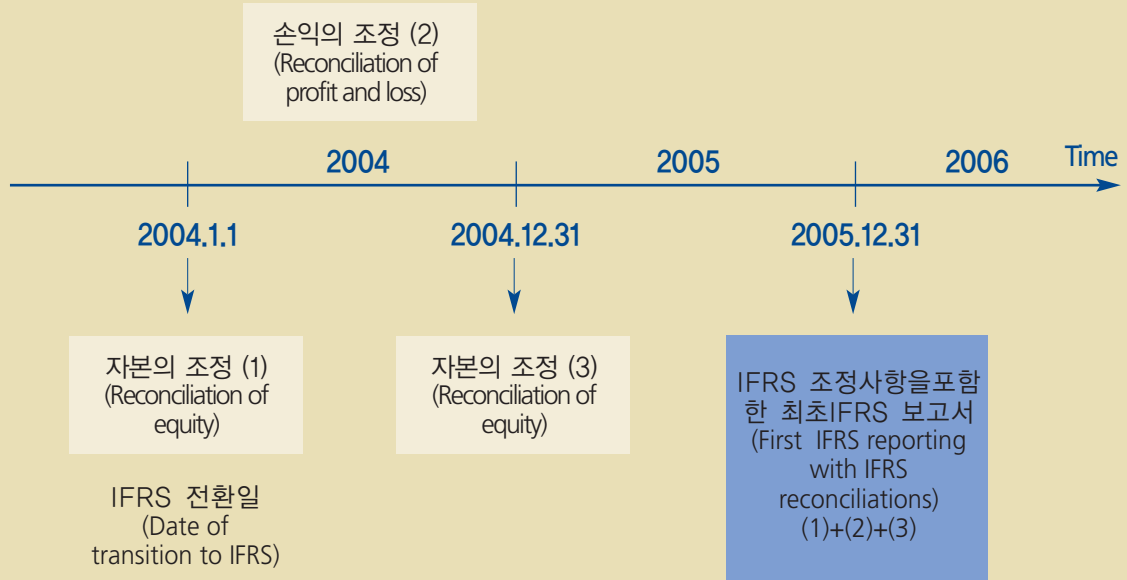 손익의 조정 (2)
(Reconciliation of
profit and loss)
2004
2005
2006
Time
2004.1.1
2004.12.31
2005.12.31
자본의 조정 (1)
(Reconciliation of
equity)
자본의 조정 (3)
(Reconciliation of
equity)
IFRS 조정사항을포함
한 최초IFRS 보고서
(First IFRS reporting
with IFRS
reconciliations)
(1)+(2)+(3)
IFRS 전환일
(Date of
transition to IFRS)